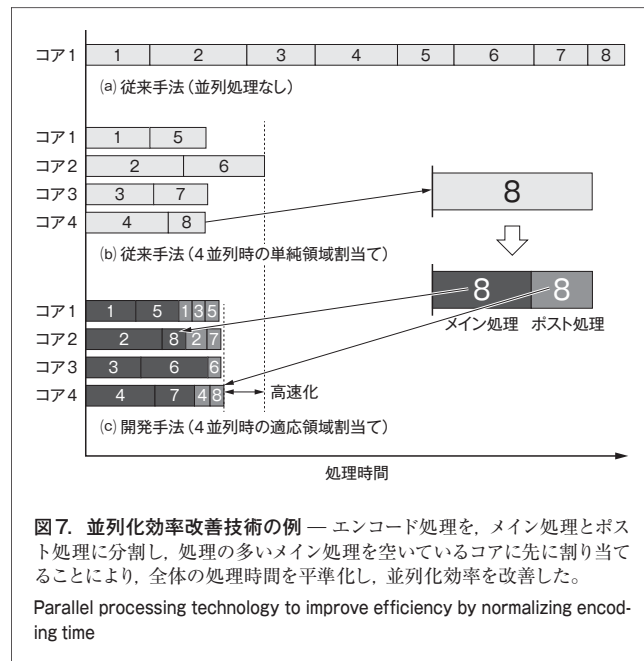 コア1 1 2 3 4 5 6 7 8
(a) 従来手法(並列処理なし)
コア1 1 5
コア2 2 6
コア3 3 7
コア4 4 8
(b) 従来手法(4並列時の単純領域割当て)
8
8 8
メイン処理 ポスト処理
コア1 1 5 1 3 5
コア2 2 8 2 7
コア3 3 6 6
コア4 4 7 4 8
高速化
(c) 開発手法(4並列時の適応領域割当て)
処理時間
図7. 並列化効率改善技術の例 — エンコード処理を,メイン処理とポス
ト処理に分割し,処理の多いメイン処理を空いているコアに先に割り当て
ることにより,全体の処理時間を平準化し,並列化効率を改善した。
Parallel processing technology to improve efficiency by normalizing encod-
ing time